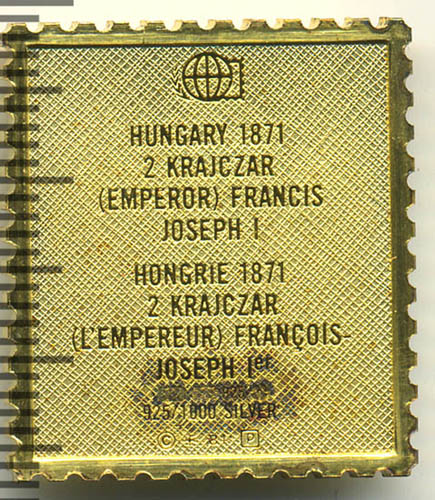 HUNGARY 1871
2 KRAJCZAR
(EMPEROR) FRANCIS
JOSEPH I
HONGRIE 1871
2 KRAJCZAR
(L'EMPEREUR) FRANÇOIS-
JOSEPH Ier
925/1000 SILVER